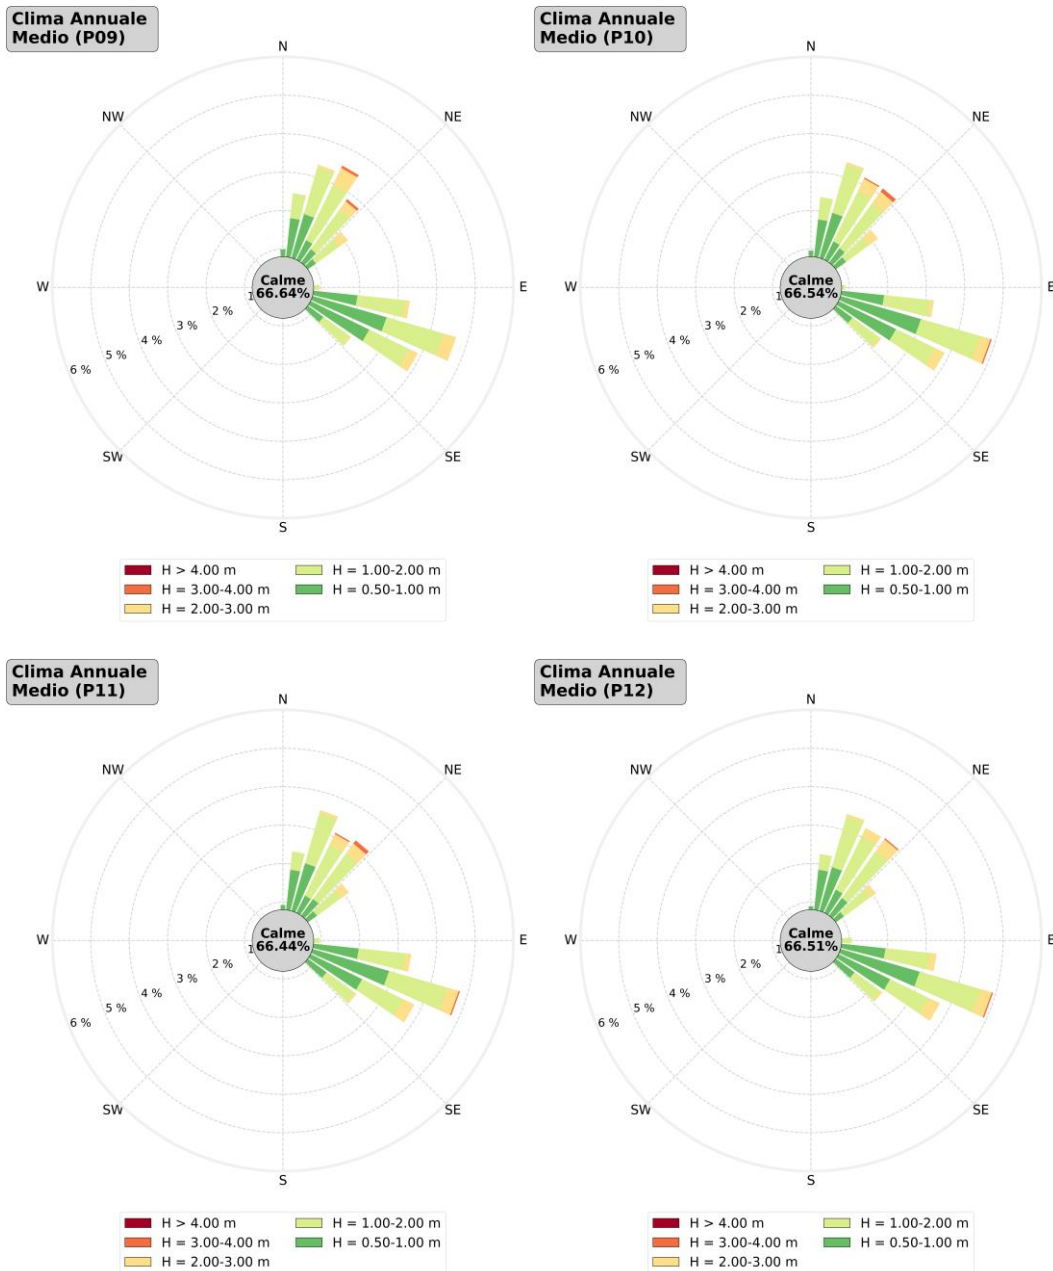 Clima Annuale
Medio (P09)
N
NW
NE
W
E
SW
SE
S
Calme
66.64%
1
2 %
3 %
4 %
5 %
6 %
H > 4.00 m
H = 3.00-4.00 m
H = 2.00-3.00 m
H = 1.00-2.00 m
H = 0.50-1.00 m
Clima Annuale
Medio (P10)
N
NW
NE
W
E
SW
SE
S
Calme
66.54%
1
2 %
3 %
4 %
5 %
6 %
H > 4.00 m
H = 3.00-4.00 m
H = 2.00-3.00 m
H = 1.00-2.00 m
H = 0.50-1.00 m
Clima Annuale
Medio (P11)
N
NW
NE
W
E
SW
SE
S
Calme
66.44%
1
2 %
3 %
4 %
5 %
6 %
H > 4.00 m
H = 3.00-4.00 m
H = 2.00-3.00 m
H = 1.00-2.00 m
H = 0.50-1.00 m
Clima Annuale
Medio (P12)
N
NW
NE
W
E
SW
SE
S
Calme
66.51%
1
2 %
3 %
4 %
5 %
6 %
H > 4.00 m
H = 3.00-4.00 m
H = 2.00-3.00 m
H = 1.00-2.00 m
H = 0.50-1.00 m